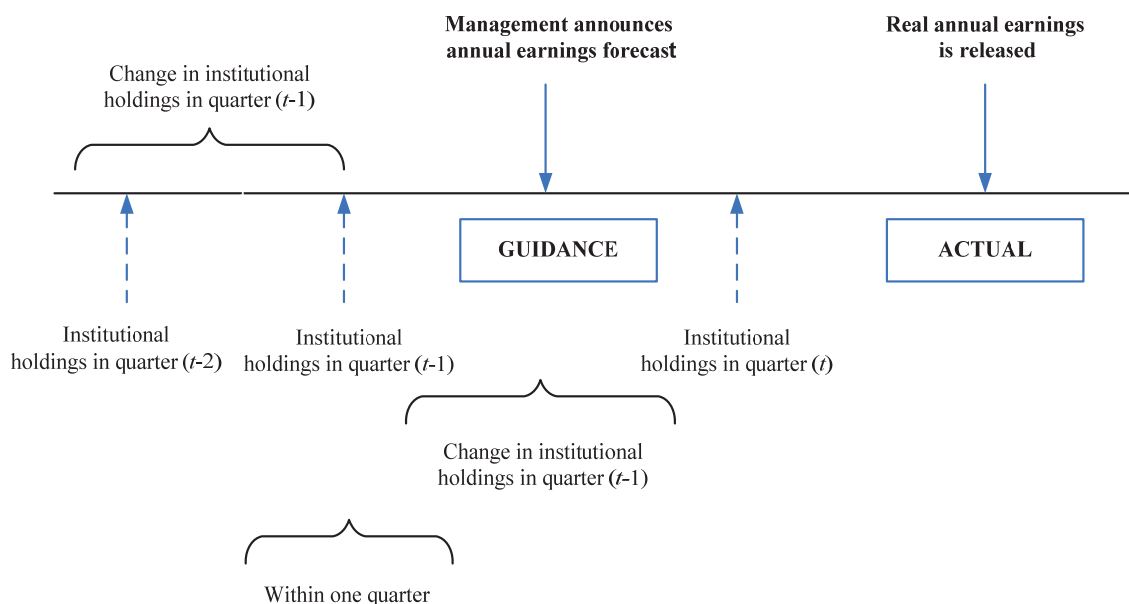 Management announces
annual earnings forecast
Real annual earnings
is released
Change in institutional
holdings in quarter (t-1)
GUIDANCE
ACTUAL
Institutional
holdings in quarter (t-2)
Institutional
holdings in quarter (t-1)
Institutional
holdings in quarter (t)
Change in institutional
holdings in quarter (t-1)
Within one quarter